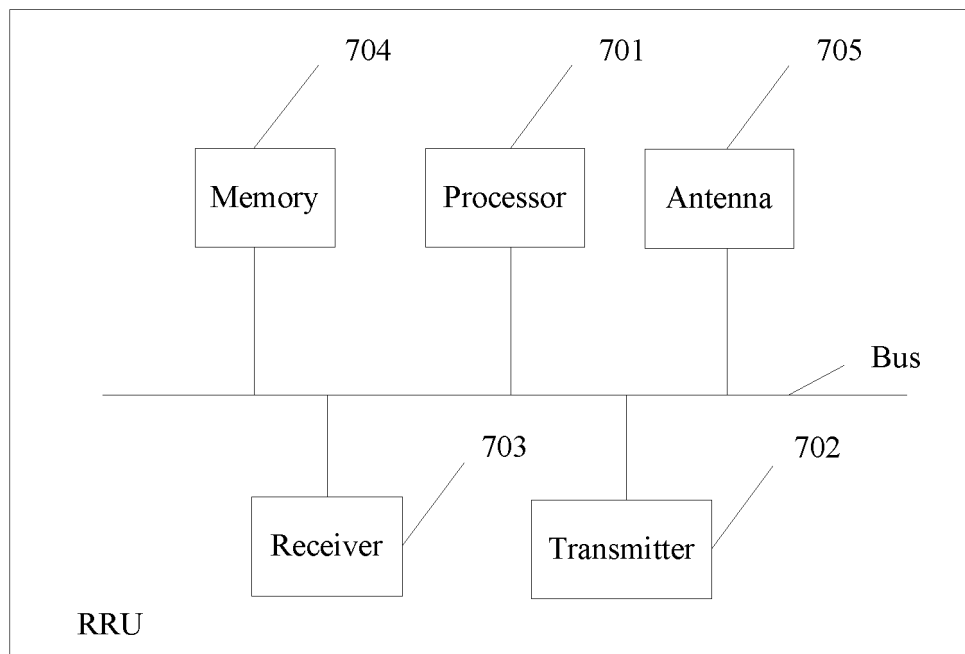 704 701 705
Memory Processor Antenna
Bus
703 702
Receiver Transmitter
RRU